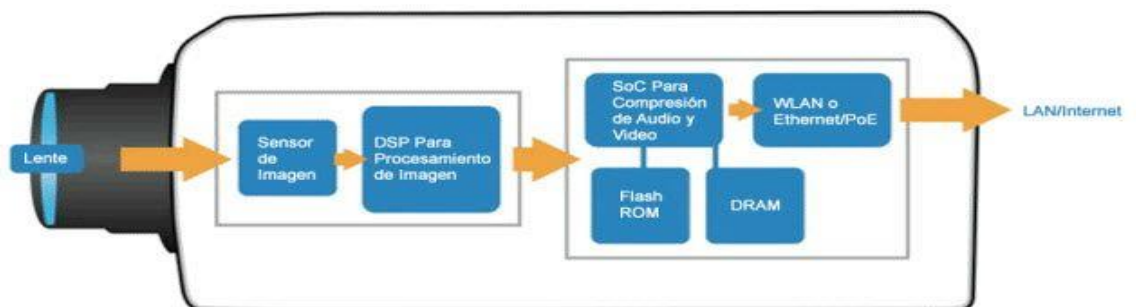 Lente
Sensor
de
Imagen
DSP Para
Procesamiento
de Imagen
SoC Para
Compresión
de Audio y
Video
WLAN o
Ethernet/PoE
Flash
ROM
DRAM
LAN/Internet